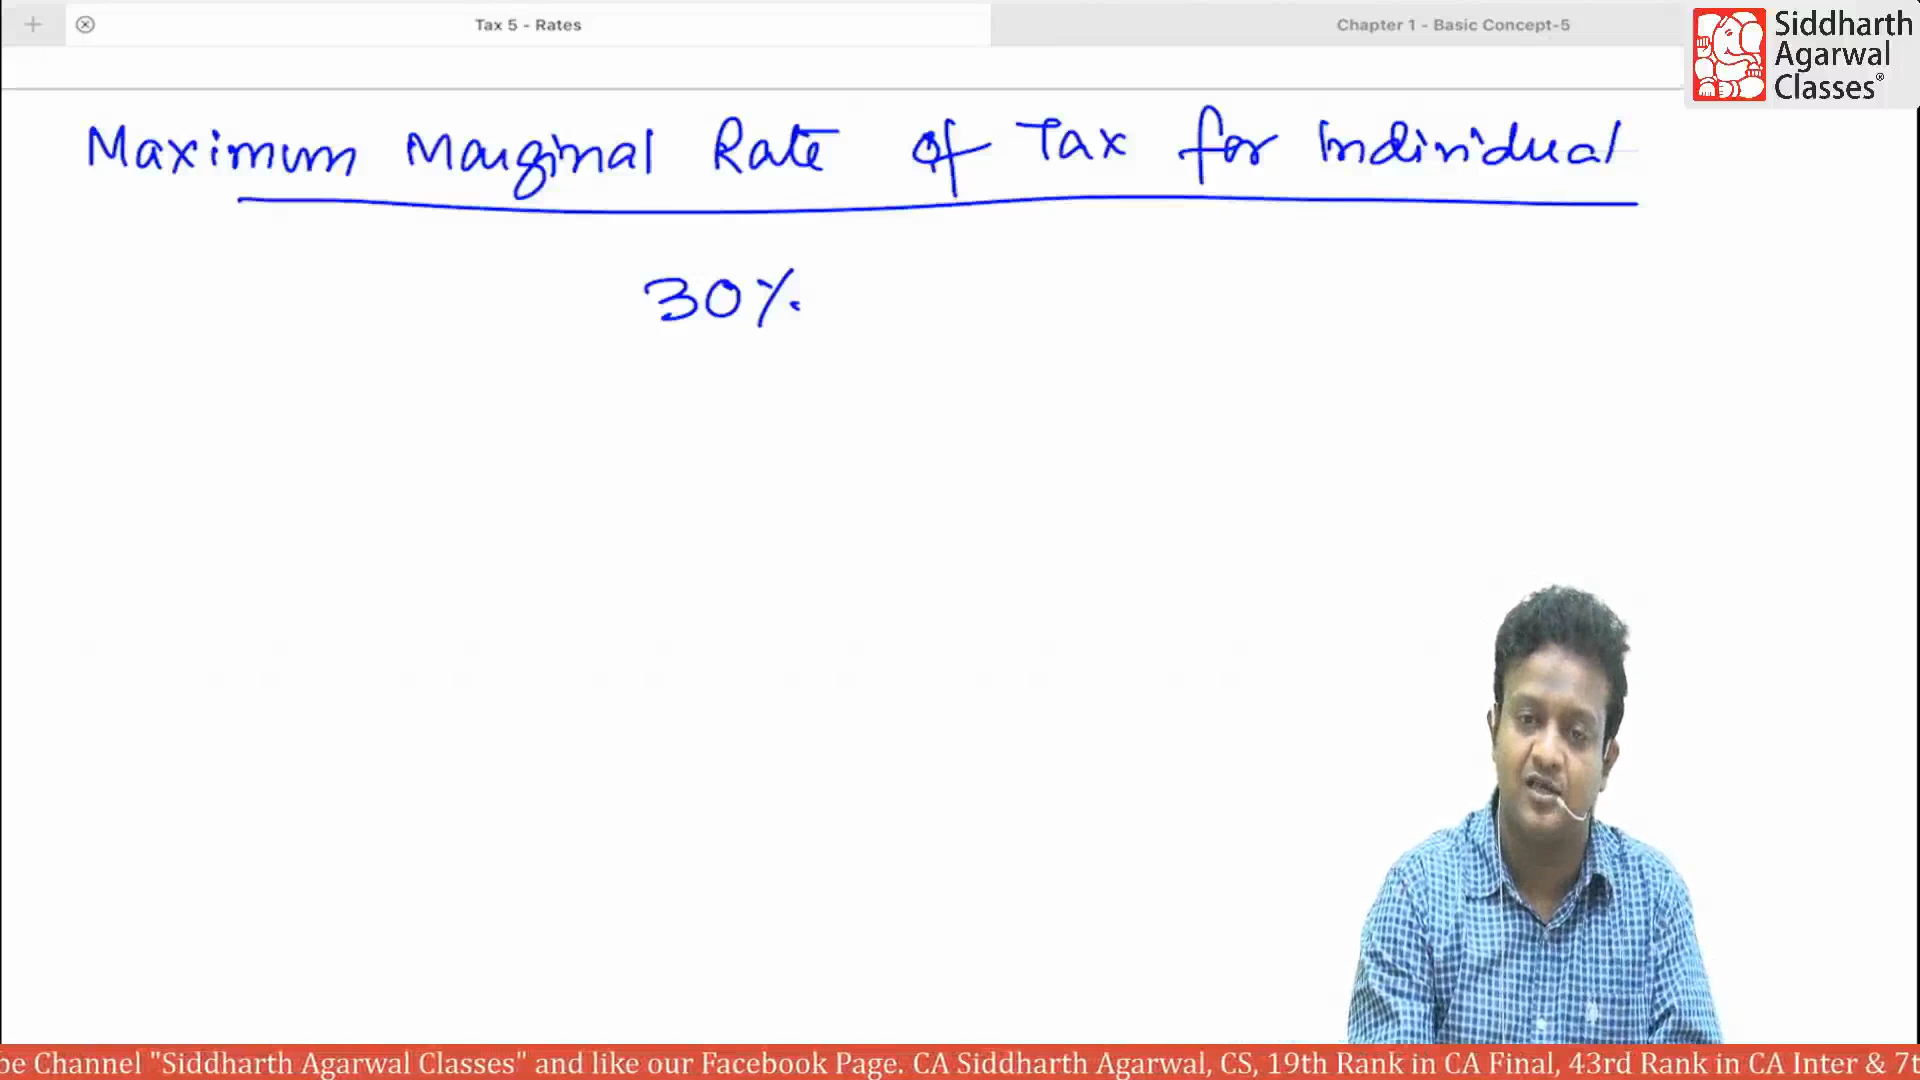 Tax 5 - Rates
Chapter 1 - Basic Concept-5
Siddharth
Agarwal
Classes®
Maximum Marginal Rate of Tax for Individual
30%
be Channel "Siddharth Agarwal Classes" and like our Facebook Page. CA Siddharth Agarwal, CS, 19th Rank in CA Final, 43rd Rank in CA Inter & 7t